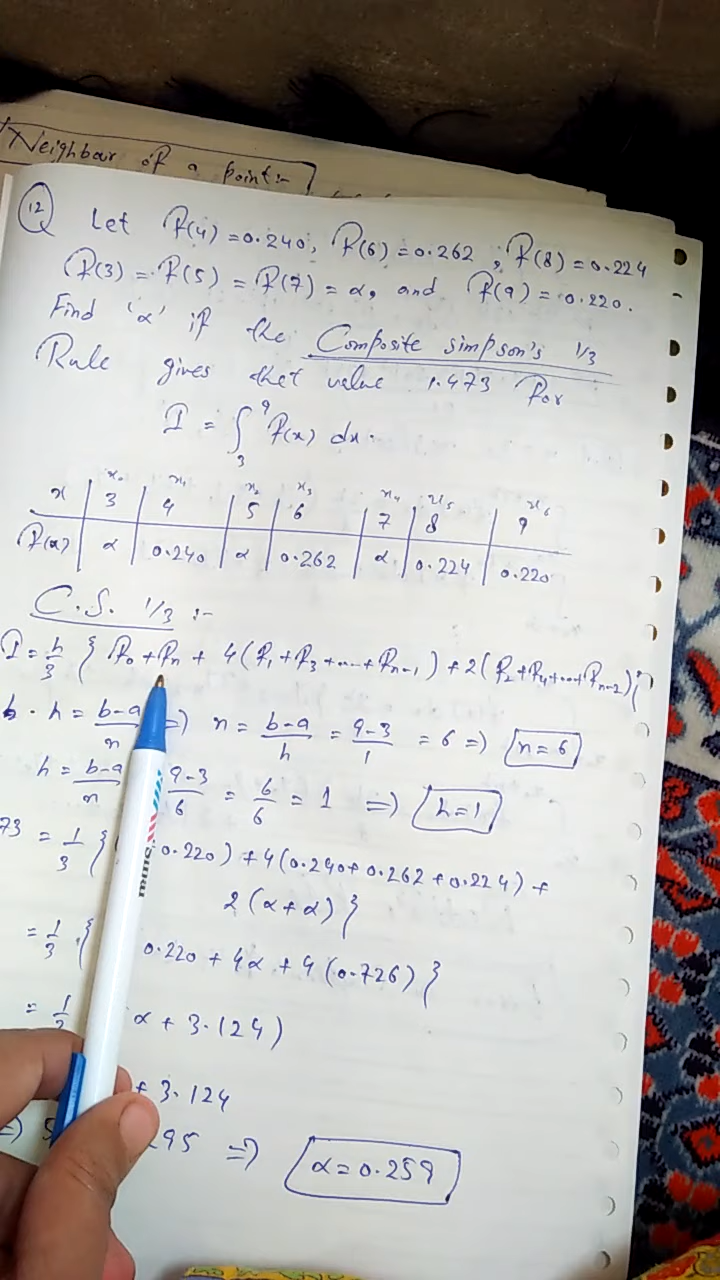 Neighbour of a point:-
Q12 Let f(4) = 0.240, f(6) = 0.262, f(8) = 0.224
f(3) = f(5) = f(7) = α, and f(9) = 0.220.
Find 'α' if the Composite simpson's 1/3
Rule gives thet value 1.473 for
I = ∫₃⁹ f(x) dx.
x₀ x₁ x₂ x₃ x₄ x₅ x₆
x 3 4 5 6 7 8 9
f(x) α 0.240 α 0.262 α 0.224 0.220
C.S. 1/3 :-
I = h/3 { f₀ + fn + 4(f₁ + f₃ + ... + fn-1) + 2(f₂ + f₄ + ... + fn-2)}
h = b-a/n => n = b-a/h = 9-3/1 = 6 => n = 6
h = b-a/n 9-3/6 = 6/6 = 1 => h = 1
73 = 1/3 { 0.220) + 4(0.240 + 0.262 + 0.224) +
2(α + α)}
= 1/3 { 0.220 + 4α + 4(0.726)}
= 1/3 α + 3.124)
+ 3.124
=> 5 295 => α = 0.259